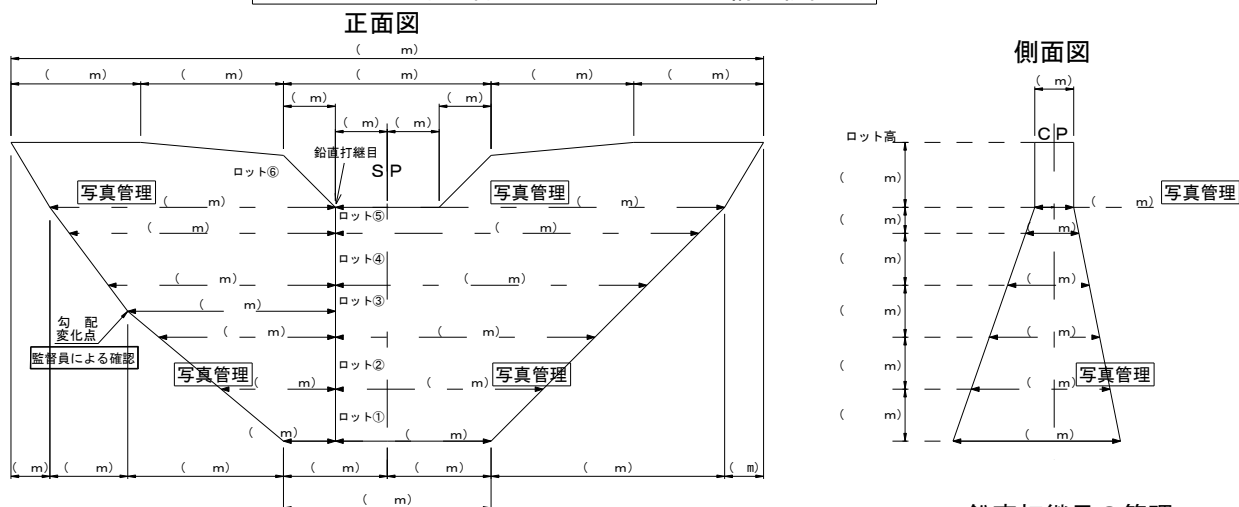 正面図
( m)
( m) ( m) ( m) ( m) ( m)
( m) ( m)
( m) ( m)
鉛直打継目
ロット⑥
S P
写真管理 ( m) 写真管理 ( m)
ロット⑤
( m) ( m)
ロット④
( m) ( m)
ロット③
( m)
勾 配
変化点
監督員による確認
( m) ( m)
ロット②
写真管理 ( m) 写真管理 ( m)
ロット①
( m) ( m)
( m) ( m) ( m) ( m) ( m) ( m) ( m)
( m)
側面図
( m)
ロット高
C P
( m)
( m) 写真管理
( m) ( m)
( m) ( m)
( m) ( m)
( m) ( m) 写真管理
( m) ( m)